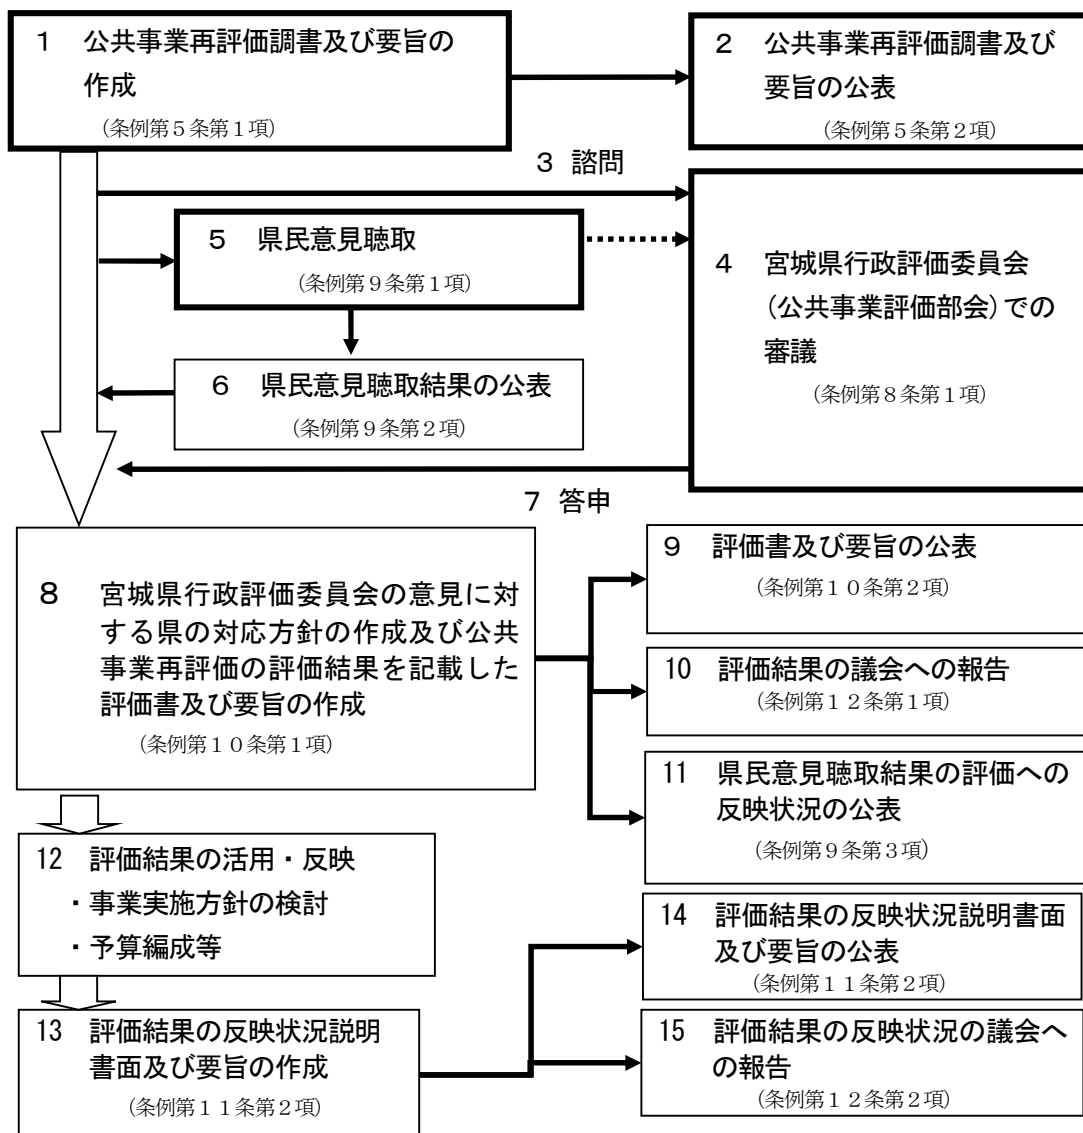 1 公共事業再評価調書及び要旨の
作成
(条例第５条第１項)
2 公共事業再評価調書及び
要旨の公表
(条例第５条第２項)
3 諮問
4 宮城県行政評価委員会
(公共事業評価部会)での
審議
(条例第８条第１項)
5 県民意見聴取
(条例第９条第１項)
6 県民意見聴取結果の公表
(条例第９条第２項)
7 答申
8 宮城県行政評価委員会の意見に対
する県の対応方針の作成及び公共
事業再評価の評価結果を記載した
評価書及び要旨の作成
(条例第１０条第１項)
9 評価書及び要旨の公表
(条例第１０条第２項)
10 評価結果の議会への報告
(条例第１２条第１項)
11 県民意見聴取結果の評価への
反映状況の公表
(条例第９条第３項)
12 評価結果の活用・反映
・事業実施方針の検討
・予算編成等
13 評価結果の反映状況説明
書面及び要旨の作成
(条例第１１条第２項)
14 評価結果の反映状況説明書面
及び要旨の公表
(条例第１１条第２項)
15 評価結果の反映状況の議会へ
の報告
(条例第１２条第２項)